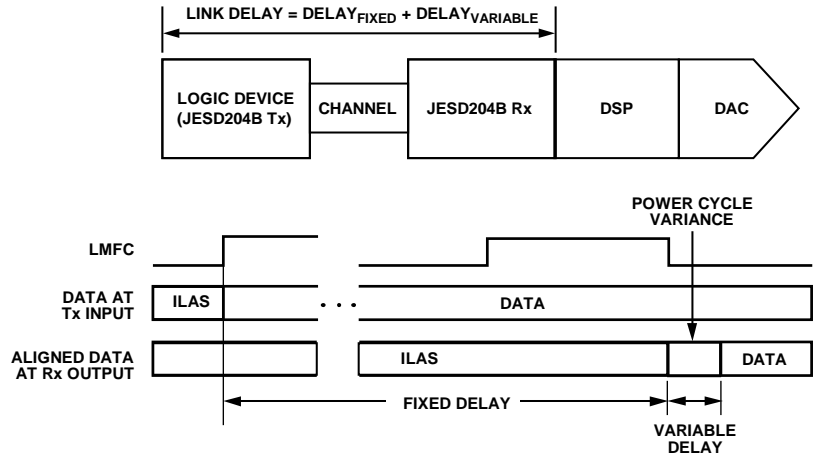 LINK DELAY = DELAYFIXED + DELAYVARIABLE
LOGIC DEVICE
(JESD204B Tx)
CHANNEL
JESD204B Rx
DSP
DAC
POWER CYCLE
VARIANCE
LMFC
DATA AT
Tx INPUT
ILAS
DATA
ALIGNED DATA
AT Rx OUTPUT
ILAS
DATA
FIXED DELAY
VARIABLE
DELAY